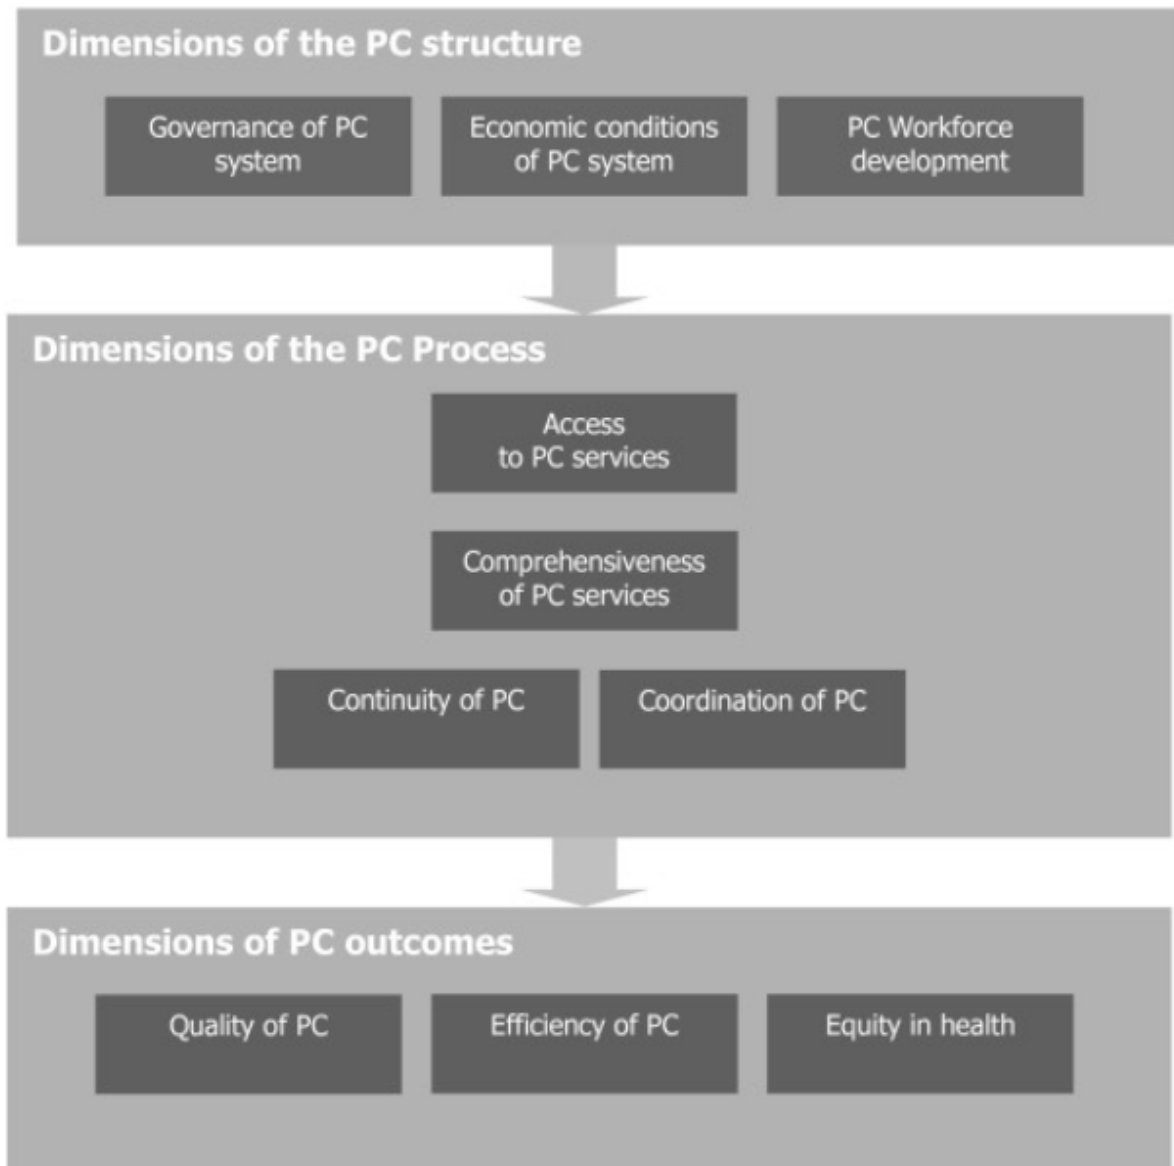 Dimensions of the PC structure
Governance of PC
system
Economic conditions
of PC system
PC Workforce
development
Dimensions of the PC Process
Access
to PC services
Comprehensiveness
of PC services
Continuity of PC
Coordination of PC
Dimensions of PC outcomes
Quality of PC
Efficiency of PC
Equity in health